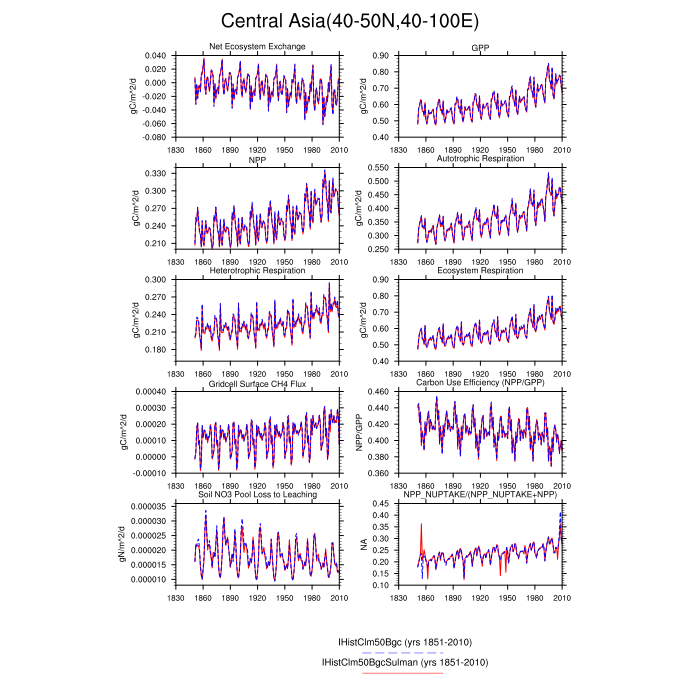 Central Asia(40-50N,40-100E)
Net Ecosystem Exchange
GPP
gC/m^2/d
0.040
0.020
0.000
-0.020
-0.040
-0.060
-0.080
1830 1860 1890 1920 1950 1980 2010
gC/m^2/d
0.90
0.80
0.70
0.60
0.50
0.40
1830 1860 1890 1920 1950 1980 2010
NPP
Autotrophic Respiration
gC/m^2/d
0.330
0.300
0.270
0.240
0.210
1830 1860 1890 1920 1950 1980 2010
gC/m^2/d
0.550
0.500
0.450
0.400
0.350
0.300
0.250
1830 1860 1890 1920 1950 1980 2010
Heterotrophic Respiration
Ecosystem Respiration
gC/m^2/d
0.300
0.270
0.240
0.210
0.180
1830 1860 1890 1920 1950 1980 2010
gC/m^2/d
0.90
0.80
0.70
0.60
0.50
0.40
1830 1860 1890 1920 1950 1980 2010
Gridcell Surface CH4 Flux
Carbon Use Efficiency (NPP/GPP)
gC/m^2/d
0.00040
0.00030
0.00020
0.00010
0.00000
-0.00010
1830 1860 1890 1920 1950 1980 2010
NPP/GPP
0.460
0.440
0.420
0.400
0.380
0.360
1830 1860 1890 1920 1950 1980 2010
Soil NO3 Pool Loss to Leaching
NPP_NUPTAKE/(NPP_NUPTAKE+NPP)
gN/m^2/d
0.000035
0.000030
0.000025
0.000020
0.000015
0.000010
1830 1860 1890 1920 1950 1980 2010
NA
0.45
0.40
0.35
0.30
0.25
0.20
0.15
0.10
1830 1860 1890 1920 1950 1980 2010
IHistClm50Bgc (yrs 1851-2010)
IHistClm50BgcSulman (yrs 1851-2010)